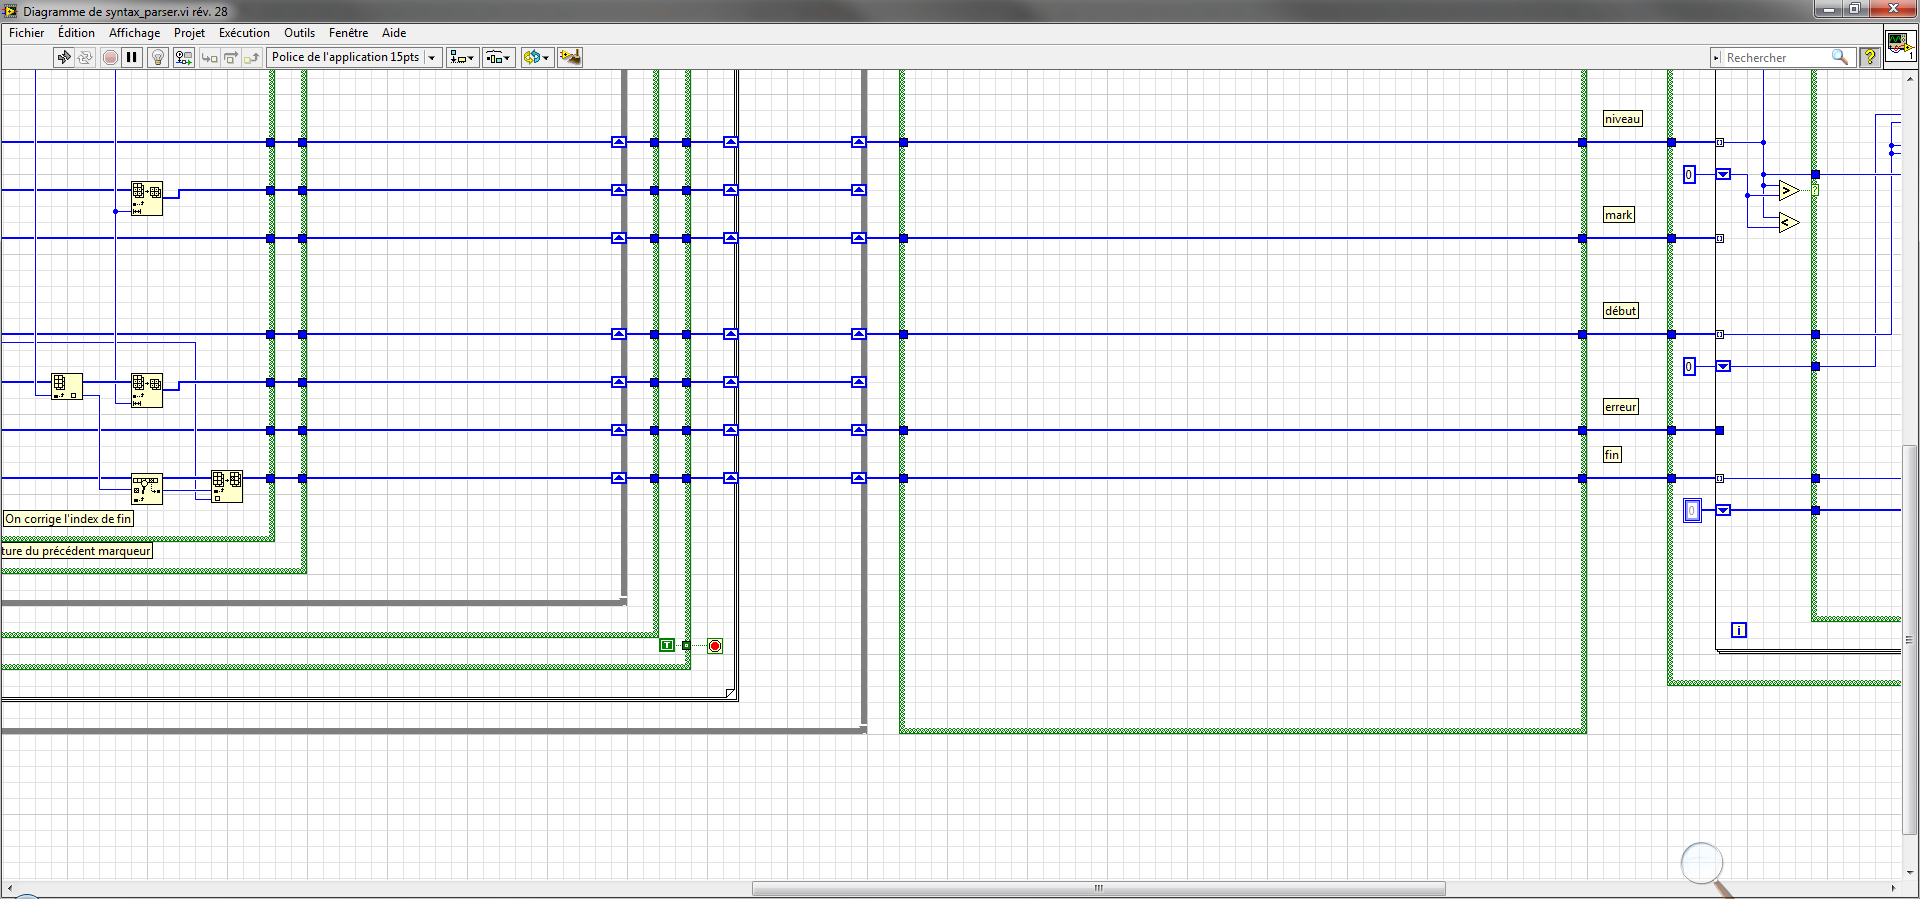 Diagramme de syntax_parser.vi rév. 28
Fichier Édition Affichage Projet Exécution Outils Fenêtre Aide
Police de l'application 15pts
Rechercher
niveau
0
mark
début
0
erreur
fin
0
On corrige l'index de fin
ture du précédent marqueur
T
i